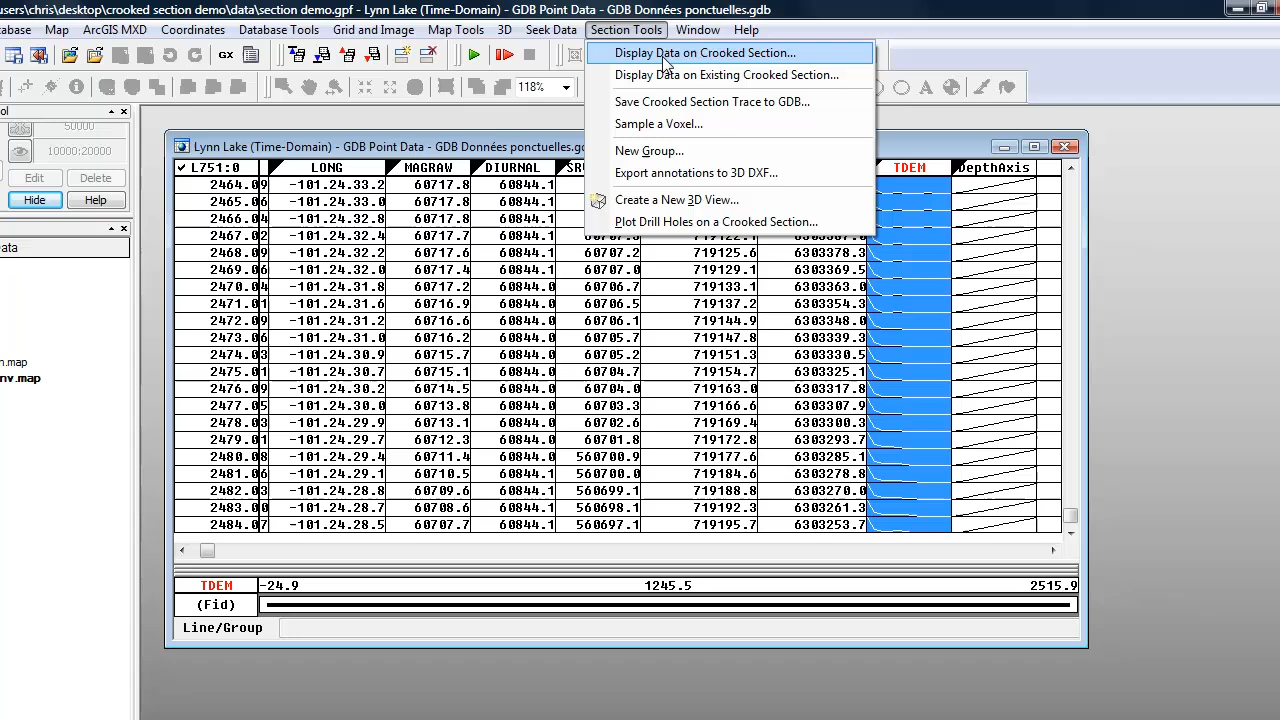 users\chris\desktop\crooked section demo\data\section demo.gpf - Lynn Lake (Time-Domain) - GDB Point Data - GDB Données ponctuelles.gdb
tabase Map ArcGIS MXD Coordinates Database Tools Grid and Image Map Tools 3D Seek Data Section Tools Window Help
Display Data on Crooked Section...
Display Data on Existing Crooked Section...
Save Crooked Section Trace to GDB...
Sample a Voxel...
New Group...
Export annotations to 3D DXF...
Create a New 3D View...
Plot Drill Holes on a Crooked Section...
GX
118%
ol
50000
10000:20000
Edit Delete
Hide Help
Data
n.map
nv.map
Lynn Lake (Time-Domain) - GDB Point Data - GDB Données ponctuelles.gd
L751:0 LONG MAGRAW DIURNAL TDEM DepthAxis
2464.09 -101.24.33.2 60717.8 60844.1
2465.06 -101.24.33.0 60717.8 60844.1
2466.04 -101.24.32.8 60717.8 60844.1
2467.02 -101.24.32.4 60717.7 60844.1
2468.09 -101.24.32.2 60717.6 60844.1 60707.2 719125.6 6303378.3
2469.06 -101.24.32.0 60717.4 60844.1 60707.0 719129.1 6303369.5
2470.04 -101.24.31.8 60717.2 60844.1 60706.7 719133.1 6303363.0
2471.01 -101.24.31.6 60716.9 60844.0 60706.5 719137.2 6303354.3
2472.09 -101.24.31.2 60716.6 60844.0 60706.1 719144.9 6303348.0
2473.06 -101.24.31.0 60716.2 60844.0 60705.7 719147.8 6303339.3
2474.03 -101.24.30.9 60715.7 60844.1 60705.2 719151.3 6303330.5
2475.01 -101.24.30.7 60715.1 60844.1 60704.7 719154.7 6303325.1
2476.09 -101.24.30.2 60714.5 60844.0 60704.0 719163.0 6303317.8
2477.05 -101.24.30.0 60713.8 60844.0 60703.3 719166.6 6303307.9
2478.03 -101.24.29.9 60713.1 60844.0 60702.6 719169.4 6303300.3
2479.01 -101.24.29.7 60712.3 60844.0 60701.8 719172.8 6303293.7
2480.08 -101.24.29.4 60711.4 60844.0 560700.9 719177.6 6303285.1
2481.06 -101.24.29.1 60710.5 60844.1 560700.0 719184.6 6303278.8
2482.03 -101.24.28.8 60709.6 60844.1 560699.1 719188.8 6303270.0
2483.00 -101.24.28.7 60708.6 60844.1 560698.1 719192.3 6303261.3
2484.07 -101.24.28.5 60707.7 60844.1 560697.1 719195.7 6303253.7
TDEM -24.9 1245.5 2515.9
(Fid)
Line/Group